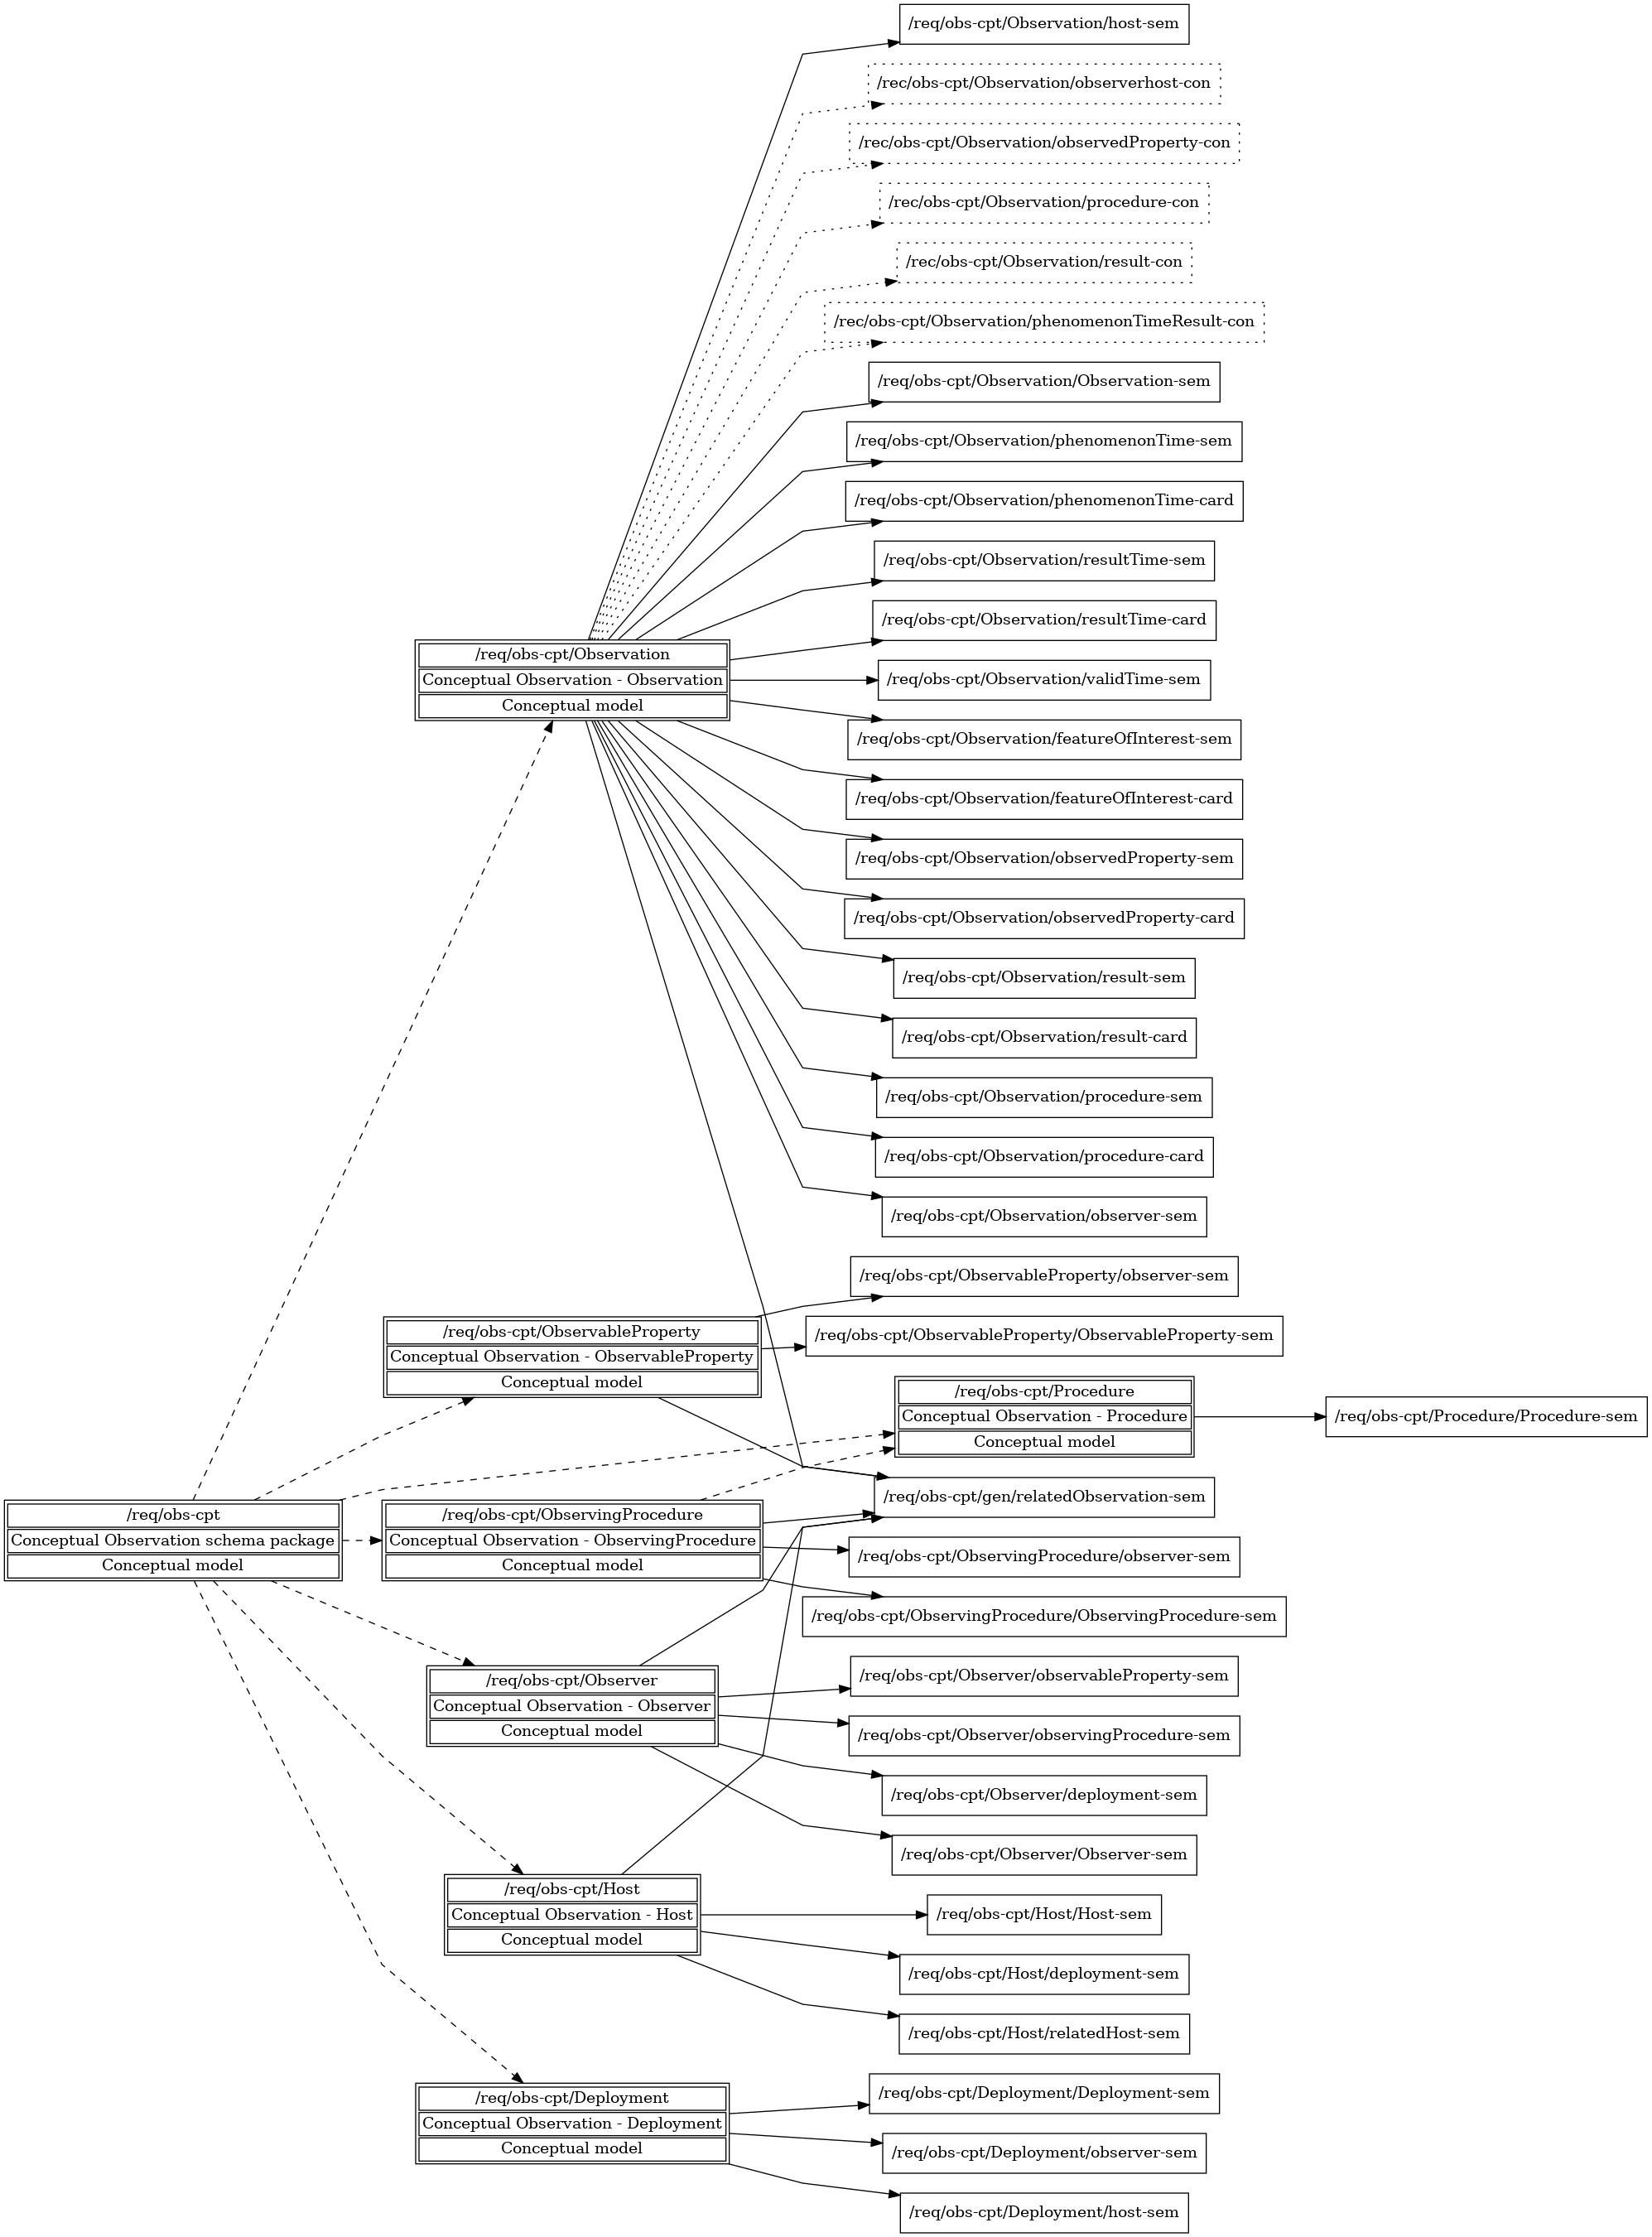 /req/obs-cpt/Observation/host-sem
/rec/obs-cpt/Observation/observerhost-con
/rec/obs-cpt/Observation/observedProperty-con
/rec/obs-cpt/Observation/procedure-con
/rec/obs-cpt/Observation/result-con
/rec/obs-cpt/Observation/phenomenonTimeResult-con
/req/obs-cpt/Observation/Observation-sem
/req/obs-cpt/Observation/phenomenonTime-sem
/req/obs-cpt/Observation/phenomenonTime-card
/req/obs-cpt/Observation/resultTime-sem
/req/obs-cpt/Observation/resultTime-card
/req/obs-cpt/Observation
Conceptual Observation - Observation
Conceptual model
/req/obs-cpt/Observation/validTime-sem
/req/obs-cpt/Observation/featureOfInterest-sem
/req/obs-cpt/Observation/featureOfInterest-card
/req/obs-cpt/Observation/observedProperty-sem
/req/obs-cpt/Observation/observedProperty-card
/req/obs-cpt/Observation/result-sem
/req/obs-cpt/Observation/result-card
/req/obs-cpt/Observation/procedure-sem
/req/obs-cpt/Observation/procedure-card
/req/obs-cpt/Observation/observer-sem
/req/obs-cpt/ObservableProperty/observer-sem
/req/obs-cpt/ObservableProperty
Conceptual Observation - ObservableProperty
Conceptual model
/req/obs-cpt/ObservableProperty/ObservableProperty-sem
/req/obs-cpt/Procedure
Conceptual Observation - Procedure
Conceptual model
/req/obs-cpt/Procedure/Procedure-sem
/req/obs-cpt/gen/relatedObservation-sem
/req/obs-cpt
Conceptual Observation schema package
Conceptual model
/req/obs-cpt/ObservingProcedure
Conceptual Observation - ObservingProcedure
Conceptual model
/req/obs-cpt/ObservingProcedure/observer-sem
/req/obs-cpt/ObservingProcedure/ObservingProcedure-sem
/req/obs-cpt/Observer
Conceptual Observation - Observer
Conceptual model
/req/obs-cpt/Observer/observableProperty-sem
/req/obs-cpt/Observer/observingProcedure-sem
/req/obs-cpt/Observer/deployment-sem
/req/obs-cpt/Observer/Observer-sem
/req/obs-cpt/Host
Conceptual Observation - Host
Conceptual model
/req/obs-cpt/Host/Host-sem
/req/obs-cpt/Host/deployment-sem
/req/obs-cpt/Host/relatedHost-sem
/req/obs-cpt/Deployment
Conceptual Observation - Deployment
Conceptual model
/req/obs-cpt/Deployment/Deployment-sem
/req/obs-cpt/Deployment/observer-sem
/req/obs-cpt/Deployment/host-sem